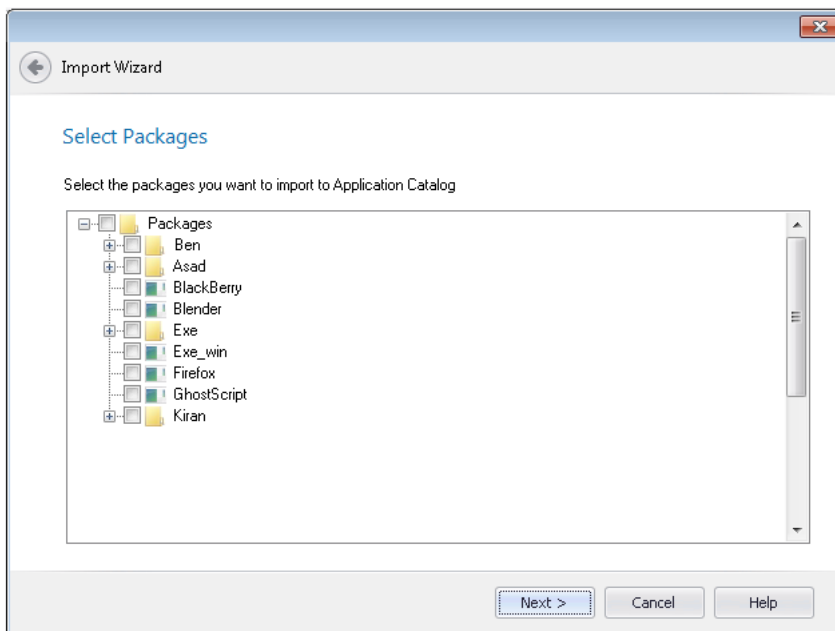 Import Wizard
Select Packages
Select the packages you want to import to Application Catalog
Packages
Ben
Asad
BlackBerry
Blender
Exe
Exe_win
Firefox
GhostScript
Kiran
Next >
Cancel
Help